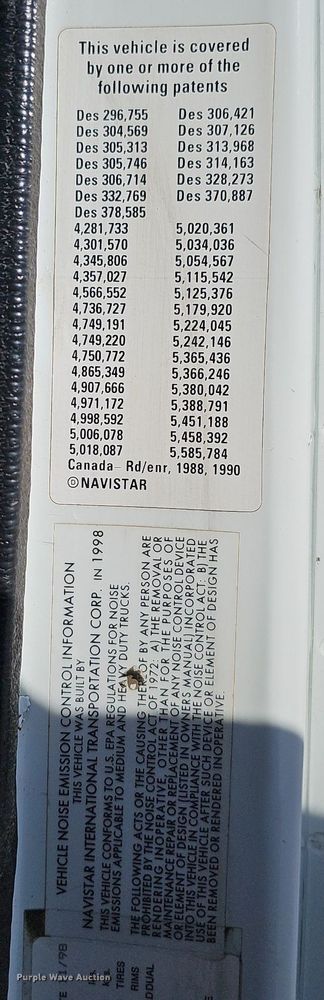 This vehicle is covered
by one or more of the
following patents
Des 296,755 Des 306,421
Des 304,569 Des 307,126
Des 305,313 Des 313,968
Des 305,746 Des 314,163
Des 306,714 Des 328,273
Des 332,769 Des 370,887
Des 378,585
4,281,733 5,020,361
4,301,570 5,034,036
4,345,806 5,054,567
4,357,027 5,115,542
4,566,552 5,125,376
4,736,727 5,179,920
4,749,191 5,224,045
4,749,220 5,242,146
4,750,772 5,365,436
4,865,349 5,366,246
4,907,666 5,380,042
4,971,172 5,388,791
4,998,592 5,451,188
5,006,078 5,458,392
5,018,087 5,585,784
Canada- Rd/enr, 1988, 1990
© NAVISTAR
VEHICLE NOISE EMISSION CONTROL INFORMATION
THIS VEHICLE WAS BUILT BY
NAVISTAR INTERNATIONAL TRANSPORTATION CORP. IN 1998
THIS VEHICLE CONFORMS TO U.S. EPA REGULATIONS FOR NOISE
EMISSIONS APPLICABLE TO MEDIUM AND HEAVY DUTY TRUCKS.
THE FOLLOWING ACTS OR THE CAUSING THEREOF BY ANY PERSON ARE
PROHIBITED BY THE NOISE CONTROL ACT OF A) THE REMOVAL OR
RENDERING INOPERATIVE, OTHER THAN FOR THE PURPOSES OF
MAINTENANCE, REPAIR OR REPLACEMENT OF ANY NOISE CONTROL DEVICE
OR ELEMENT OF DESIGN (LISTED IN OWNERS MANUAL) INCORPORATED
INTO THIS VEHICLE IN COMPLIANCE WITH THE NOISE CONTROL ACT: B) THE
USE OF THIS VEHICLE AFTER SUCH DEVICE OR ELEMENT OF DESIGN HAS
BEEN REMOVED OR RENDERED INOPERATIVE.
/98
TIRES
RIMS
DUAL
Purple Wave Auction